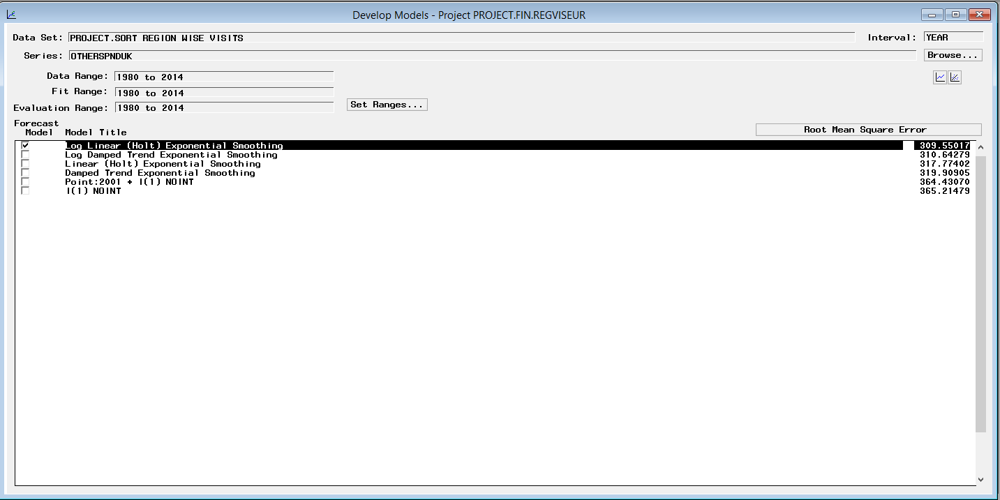 Develop Models - Project PROJECT.FIN.REGVISEUR
Data Set: PROJECT.SORT REGION WISE VISITS Interval: YEAR
Series: OTHERSPNDUK Browse...
Data Range: 1980 to 2014
Fit Range: 1980 to 2014
Evaluation Range: 1980 to 2014 Set Ranges...
Forecast
Model Model Title Root Mean Square Error
Log Linear (Holt) Exponential Smoothing 309.55017
Log Damped Trend Exponential Smoothing 310.64279
Linear (Holt) Exponential Smoothing 317.77402
Damped Trend Exponential Smoothing 319.90905
Point:2001 + I(1) NOINT 364.43070
I(1) NOINT 365.21479